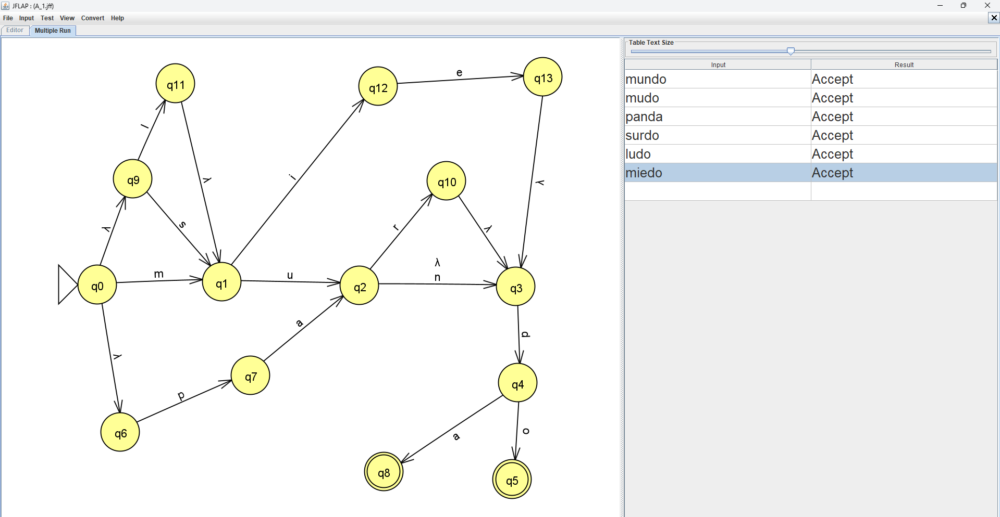 JFLAP : (A_1.jff)
File Input Test View Convert Help
Editor Multiple Run
Table Text Size
Input Result
mundo Accept
mudo Accept
panda Accept
surdo Accept
ludo Accept
miedo Accept
q11
q12
e
q13
l
λ
i
λ
q9
q10
λ
s
r
λ
λ
n
q0
m
q1
u
q2
q3
λ
a
d
p
q7
q4
q6
a
o
q8
q5